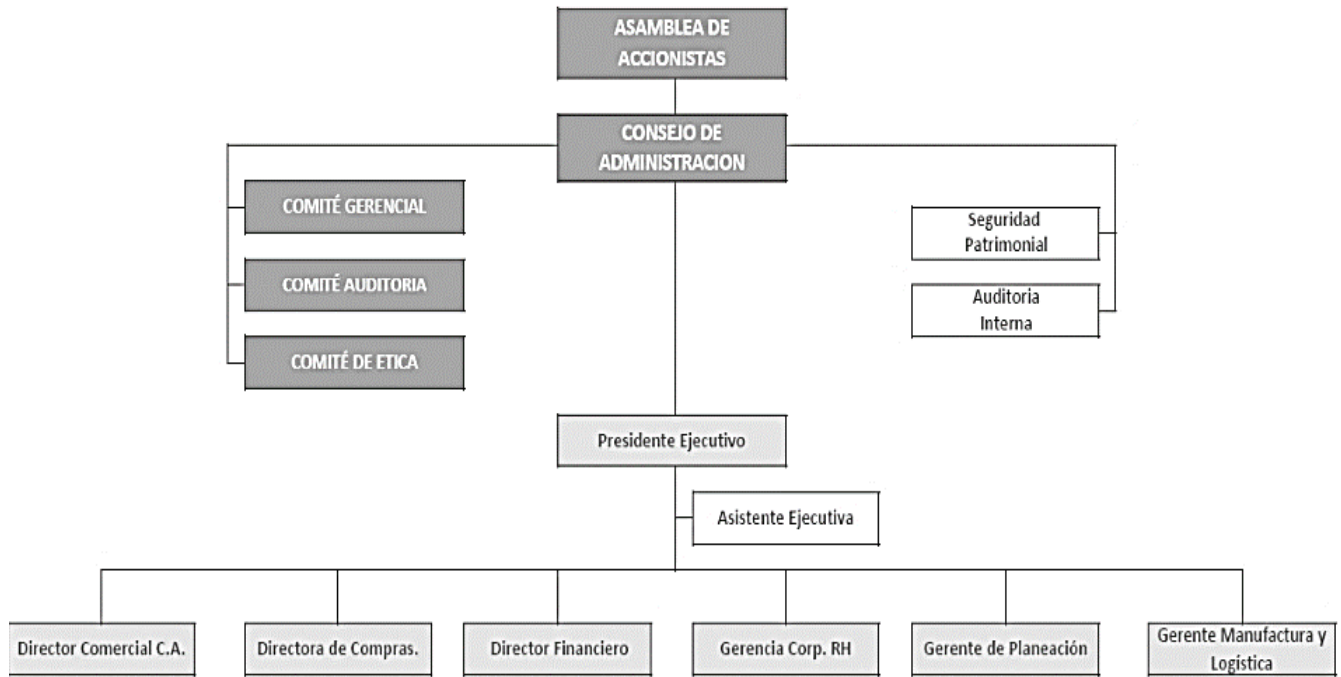 ASAMBLEA DE
ACCIONISTAS
CONSEJO DE
ADMINISTRACION
COMITÉ GERENCIAL
COMITÉ AUDITORIA
COMITÉ DE ETICA
Seguridad
Patrimonial
Auditoria
Interna
Presidente Ejecutivo
Asistente Ejecutiva
Director Comercial C.A.
Directora de Compras.
Director Financiero
Gerencia Corp. RH
Gerente de Planeación
Gerente Manufactura y
Logistica